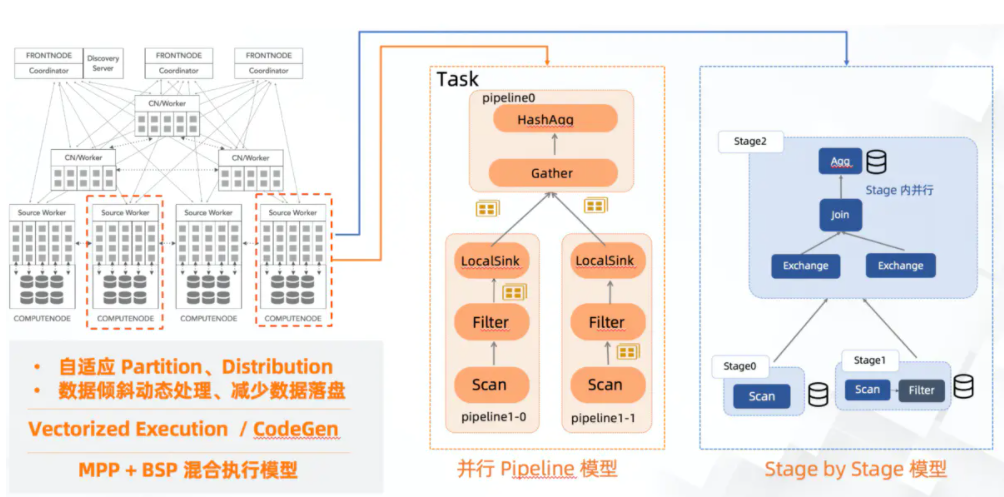 FRONTNODE
Coordinator
Discovery
Server
FRONTNODE
Coordinator
FRONTNODE
Coordinator
CN/Worker
CN/Worker
CN/Worker
Source Worker
Source Worker
Source Worker
Source Worker
COMPUTENODE
COMPUTENODE
COMPUTENODE
COMPUTENODE
• 自适应 Partition、Distribution
• 数据倾斜动态处理、减少数据落盘
Vectorized Execution / CodeGen
MPP + BSP 混合执行模型
Task
pipeline0
HashAgg
Gather
LocalSink
LocalSink
Filter
Filter
Scan
Scan
pipeline1-0
pipeline1-1
并行 Pipeline 模型
Stage2
Agg
Stage 内并行
Join
Exchange
Exchange
Stage0
Scan
Stage1
Scan
Filter
Stage by Stage 模型